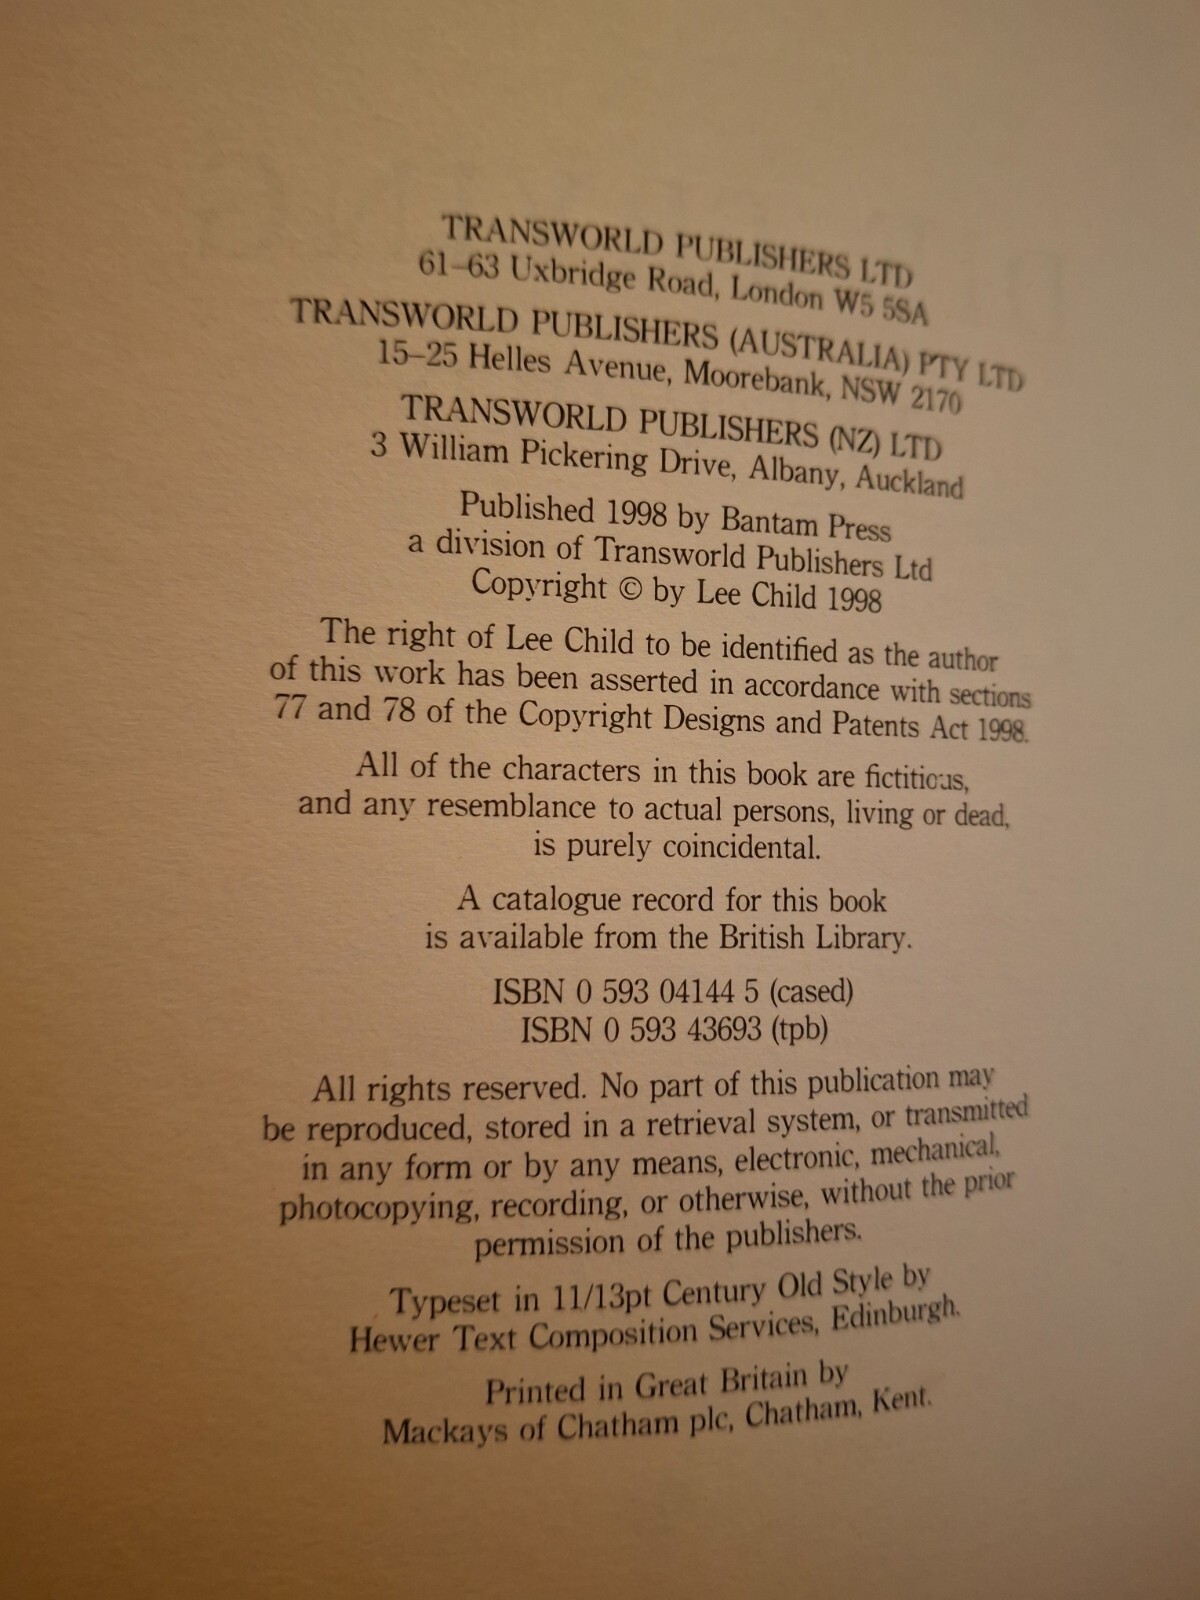 TRANSWORLD PUBLISHERS LTD
61–63 Uxbridge Road, London W5 5SA
TRANSWORLD PUBLISHERS (AUSTRALIA) PTY LTD
15–25 Helles Avenue, Moorebank, NSW 2170
TRANSWORLD PUBLISHERS (NZ) LTD
3 William Pickering Drive, Albany, Auckland
Published 1998 by Bantam Press
a division of Transworld Publishers Ltd
Copyright © by Lee Child 1998
The right of Lee Child to be identified as the author
of this work has been asserted in accordance with sections
77 and 78 of the Copyright Designs and Patents Act 1998.
All of the characters in this book are fictitious,
and any resemblance to actual persons, living or dead,
is purely coincidental.
A catalogue record for this book
is available from the British Library.
ISBN 0 593 04144 5 (cased)
ISBN 0 593 43693 (tpb)
All rights reserved. No part of this publication may
be reproduced, stored in a retrieval system, or transmitted
in any form or by any means, electronic, mechanical,
photocopying, recording, or otherwise, without the prior
permission of the publishers.
Typeset in 11/13pt Century Old Style by
Hewer Text Composition Services, Edinburgh.
Printed in Great Britain by
Mackays of Chatham plc, Chatham, Kent.